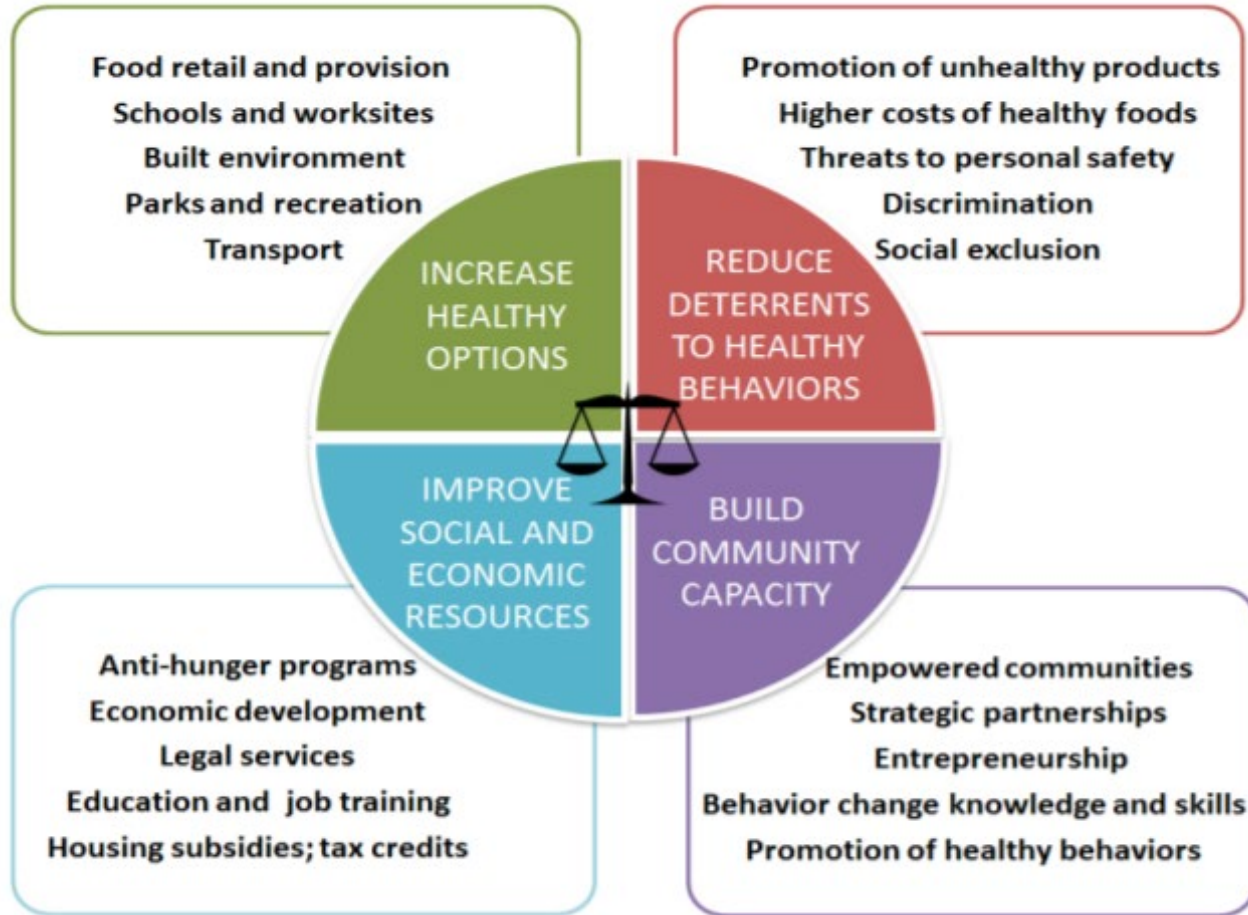 Food retail and provision
Schools and worksites
Built environment
Parks and recreation
Transport
Promotion of unhealthy products
Higher costs of healthy foods
Threats to personal safety
Discrimination
Social exclusion
INCREASE
HEALTHY
OPTIONS
REDUCE
DETERRENTS
TO HEALTHY
BEHAVIORS
IMPROVE
SOCIAL AND
ECONOMIC
RESOURCES
BUILD
COMMUNITY
CAPACITY
Anti-hunger programs
Economic development
Legal services
Education and job training
Housing subsidies; tax credits
Empowered communities
Strategic partnerships
Entrepreneurship
Behavior change knowledge and skills
Promotion of healthy behaviors